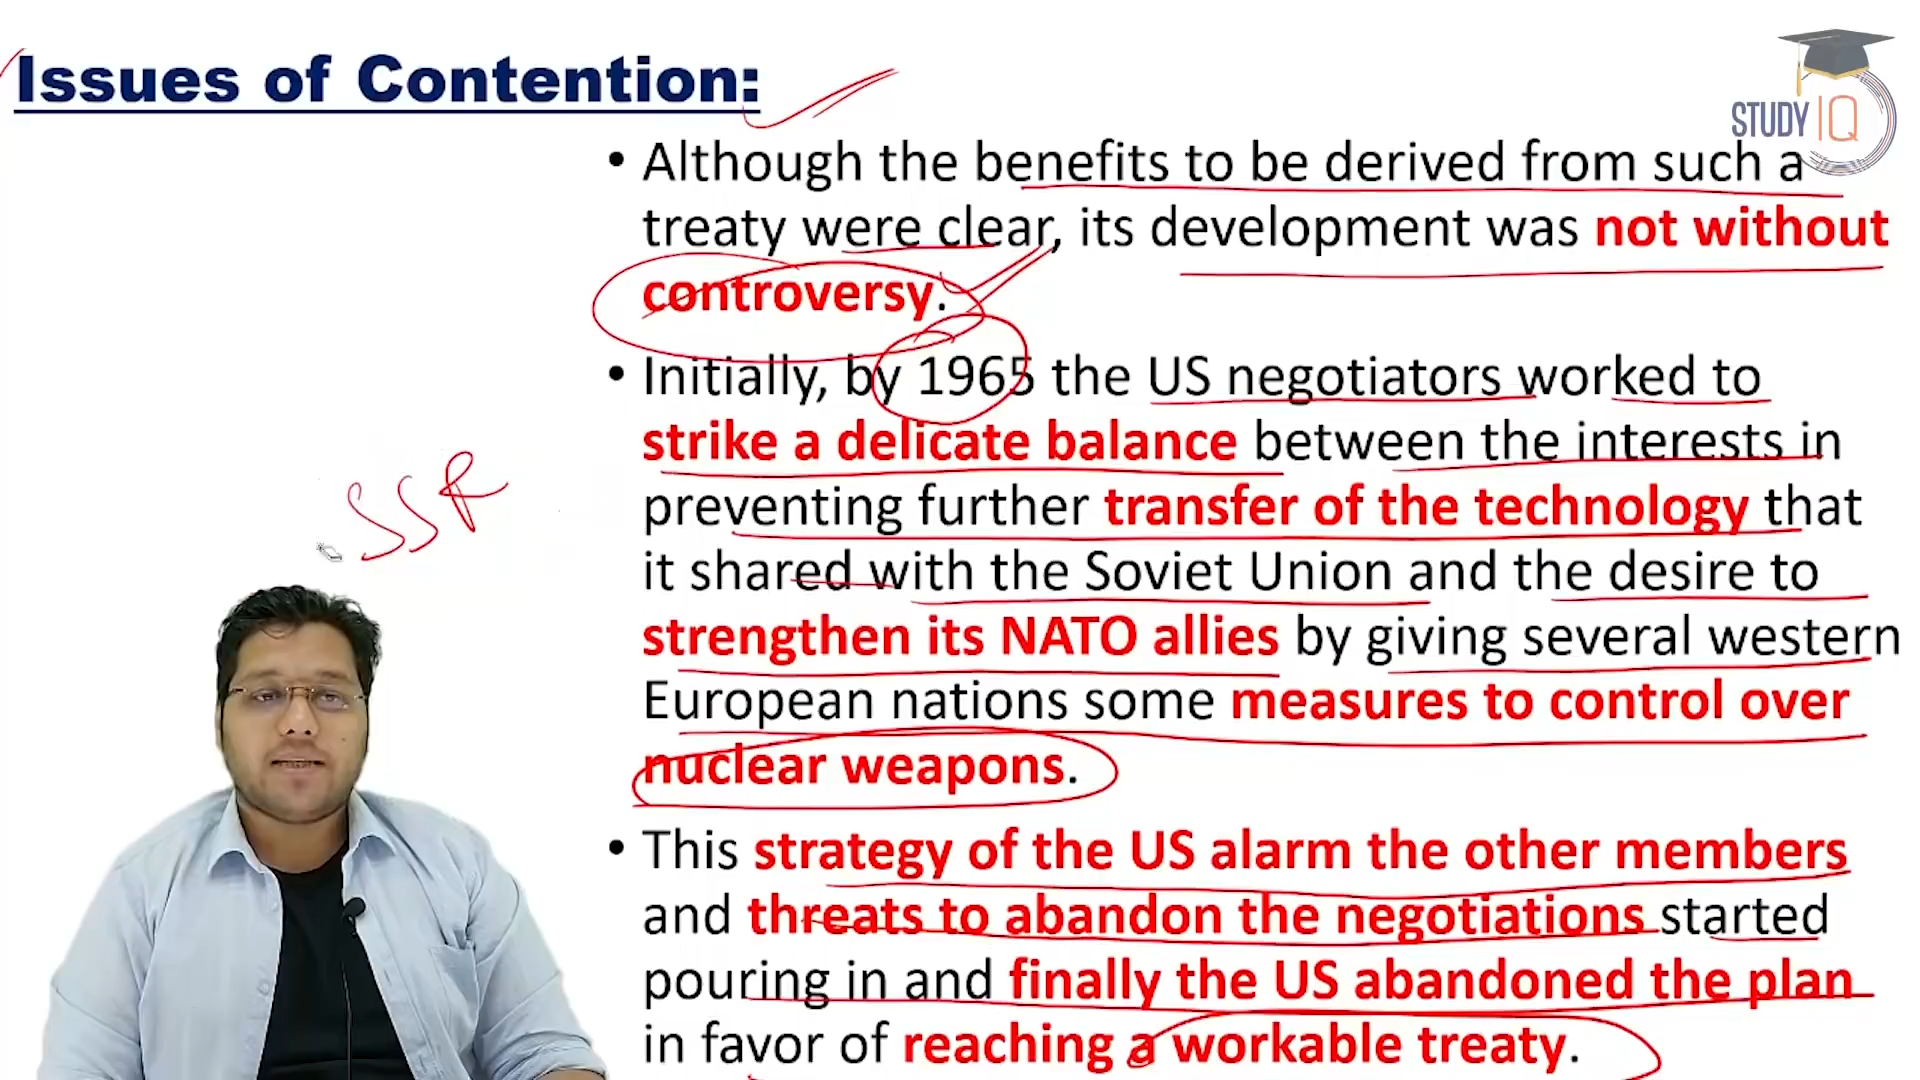 Issues of Contention:
STUDY IQ
• Although the benefits to be derived from such a
treaty were clear, its development was not without
controversy.
• Initially, by 1965 the US negotiators worked to
strike a delicate balance between the interests in
preventing further transfer of the technology that
it shared with the Soviet Union and the desire to
strengthen its NATO allies by giving several western
European nations some measures to control over
nuclear weapons.
SSR
• This strategy of the US alarm the other members
and threats to abandon the negotiations started
pouring in and finally the US abandoned the plan
in favor of reaching a workable treaty.